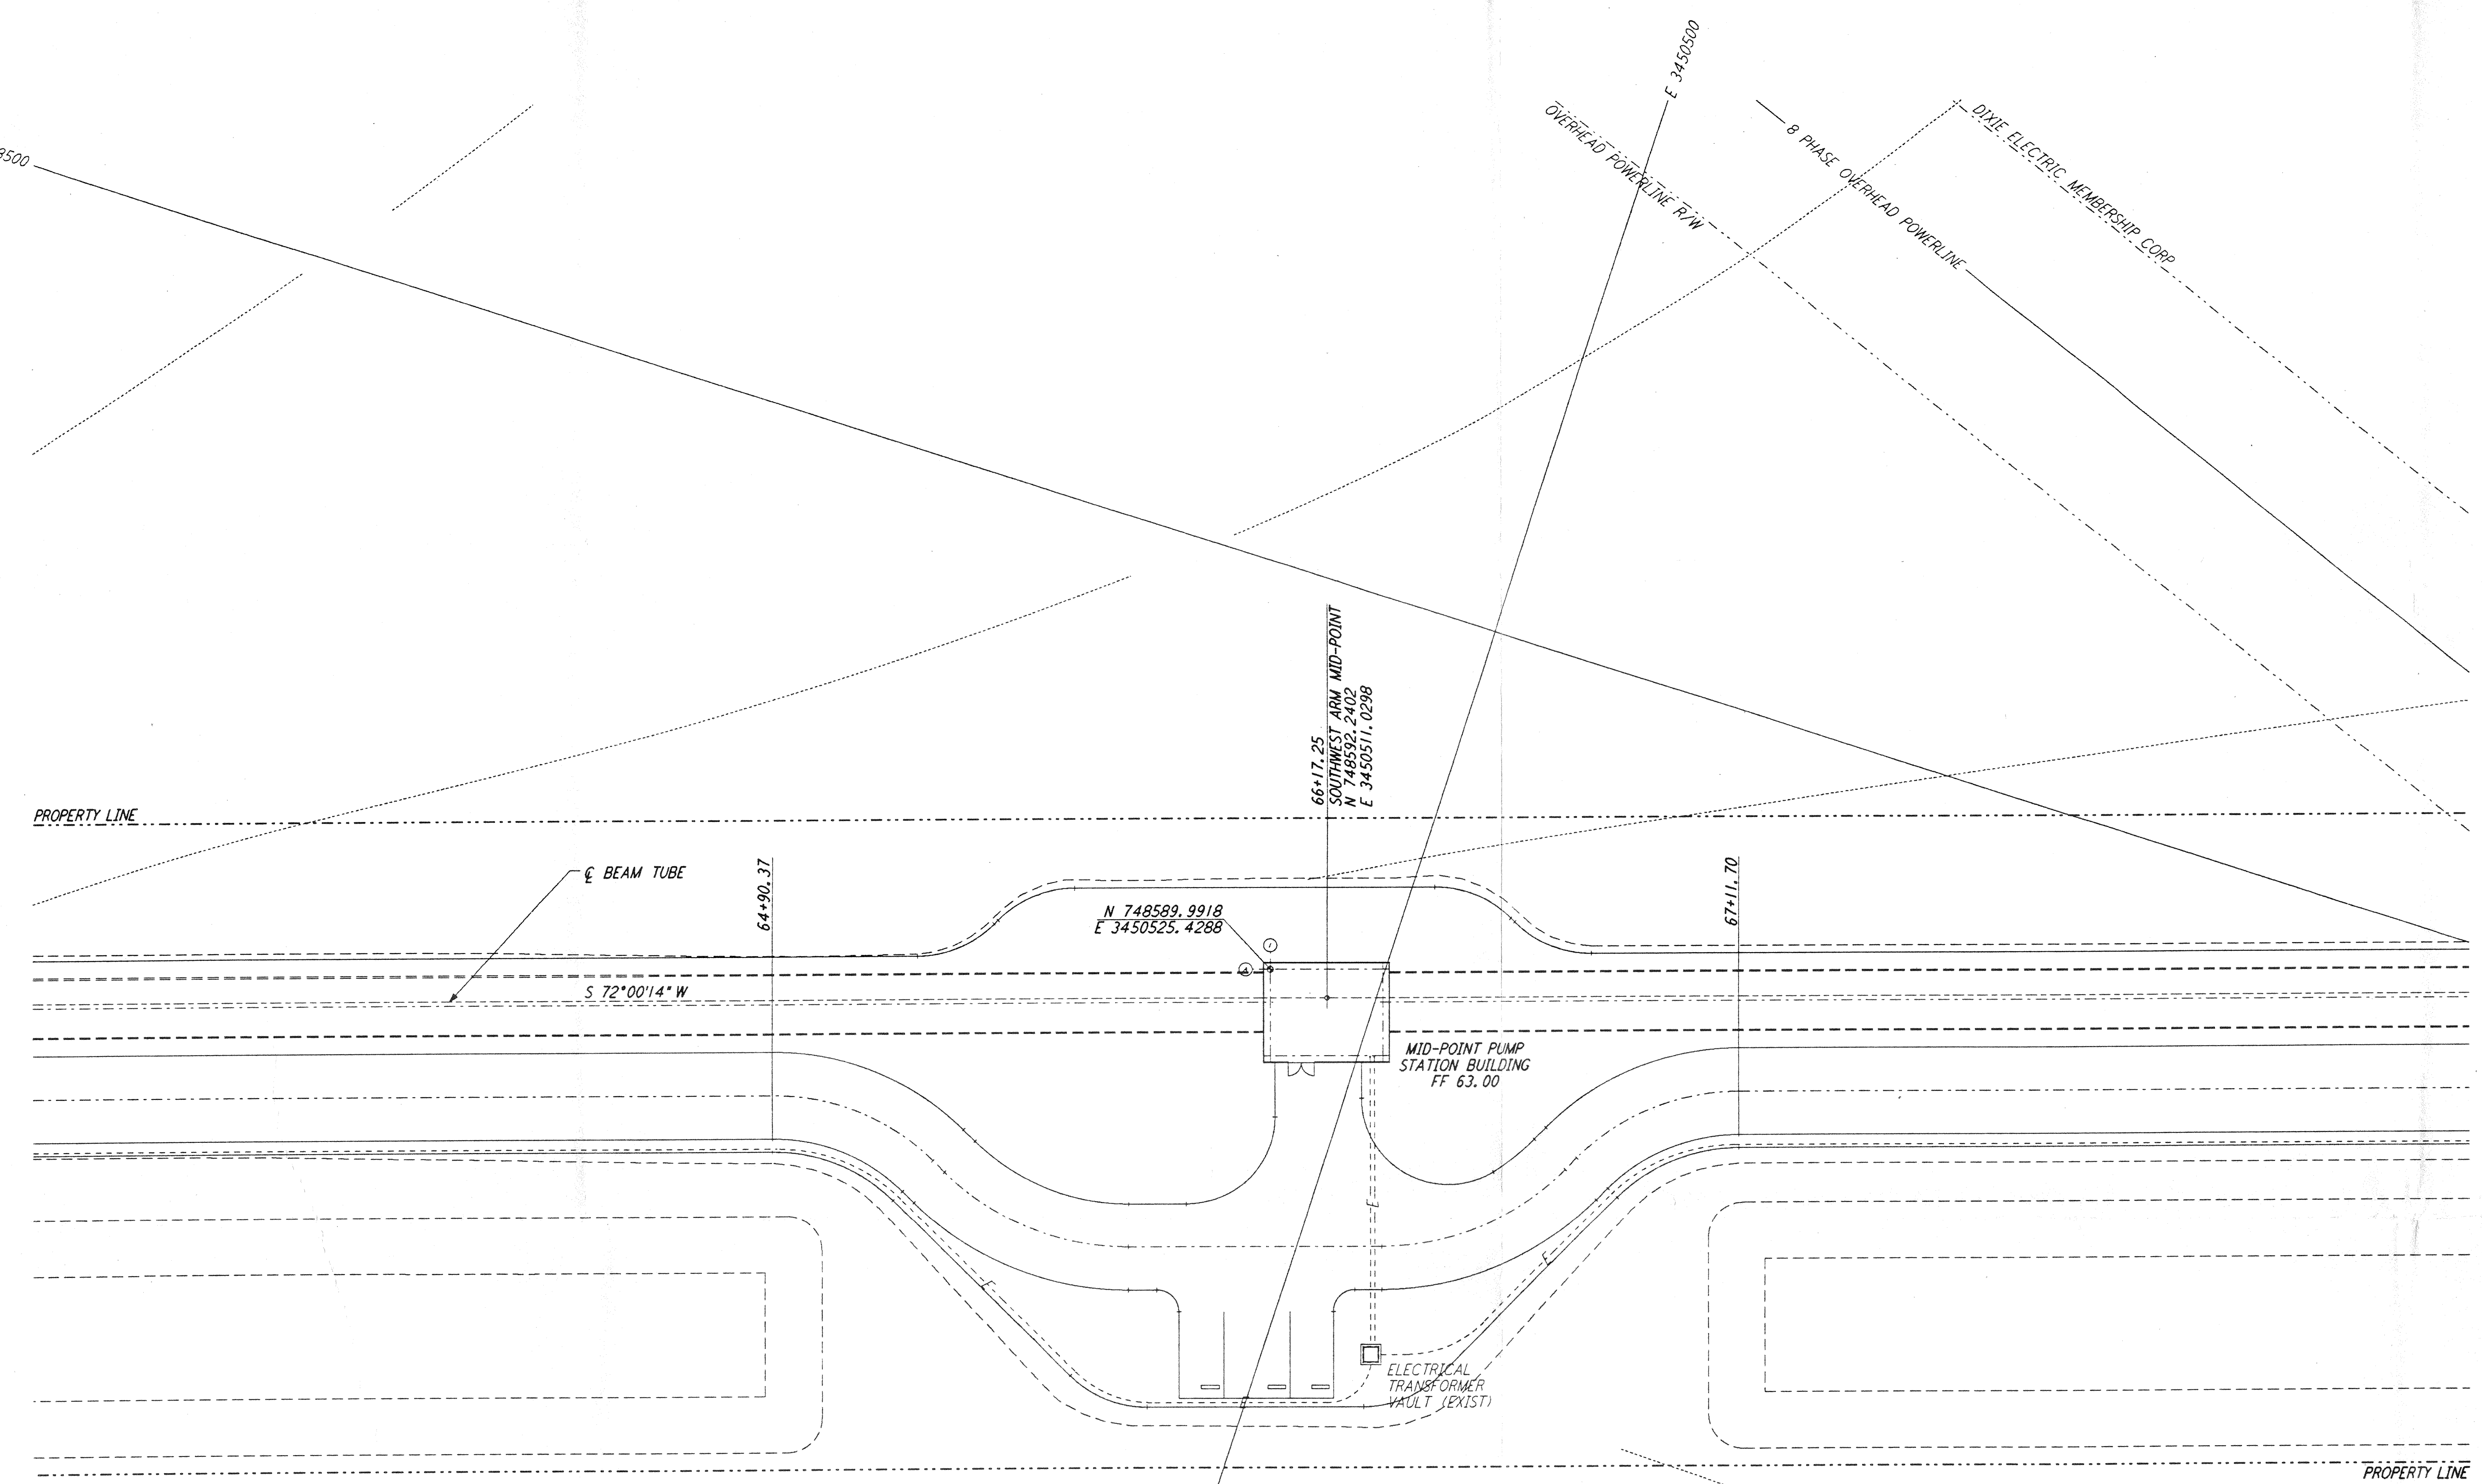 E 3450500
OVERHEAD POWERLINE R/W
8 PHASE OVERHEAD POWERLINE
DIXIE ELECTRIC MEMBERSHIP CORP
3500
66+17.25
SOUTHWEST ARM MID-POINT
N 748592.2402
E 3450511.0298
PROPERTY LINE
℄ BEAM TUBE
64+90.37
67+11.70
N 748589.9918
E 3450525.4288
1
A
S 72°00'14" W
MID-POINT PUMP
STATION BUILDING
FF 63.00
E
E
E
ELECTRICAL
TRANSFORMER
VAULT (EXIST)
E
PROPERTY LINE